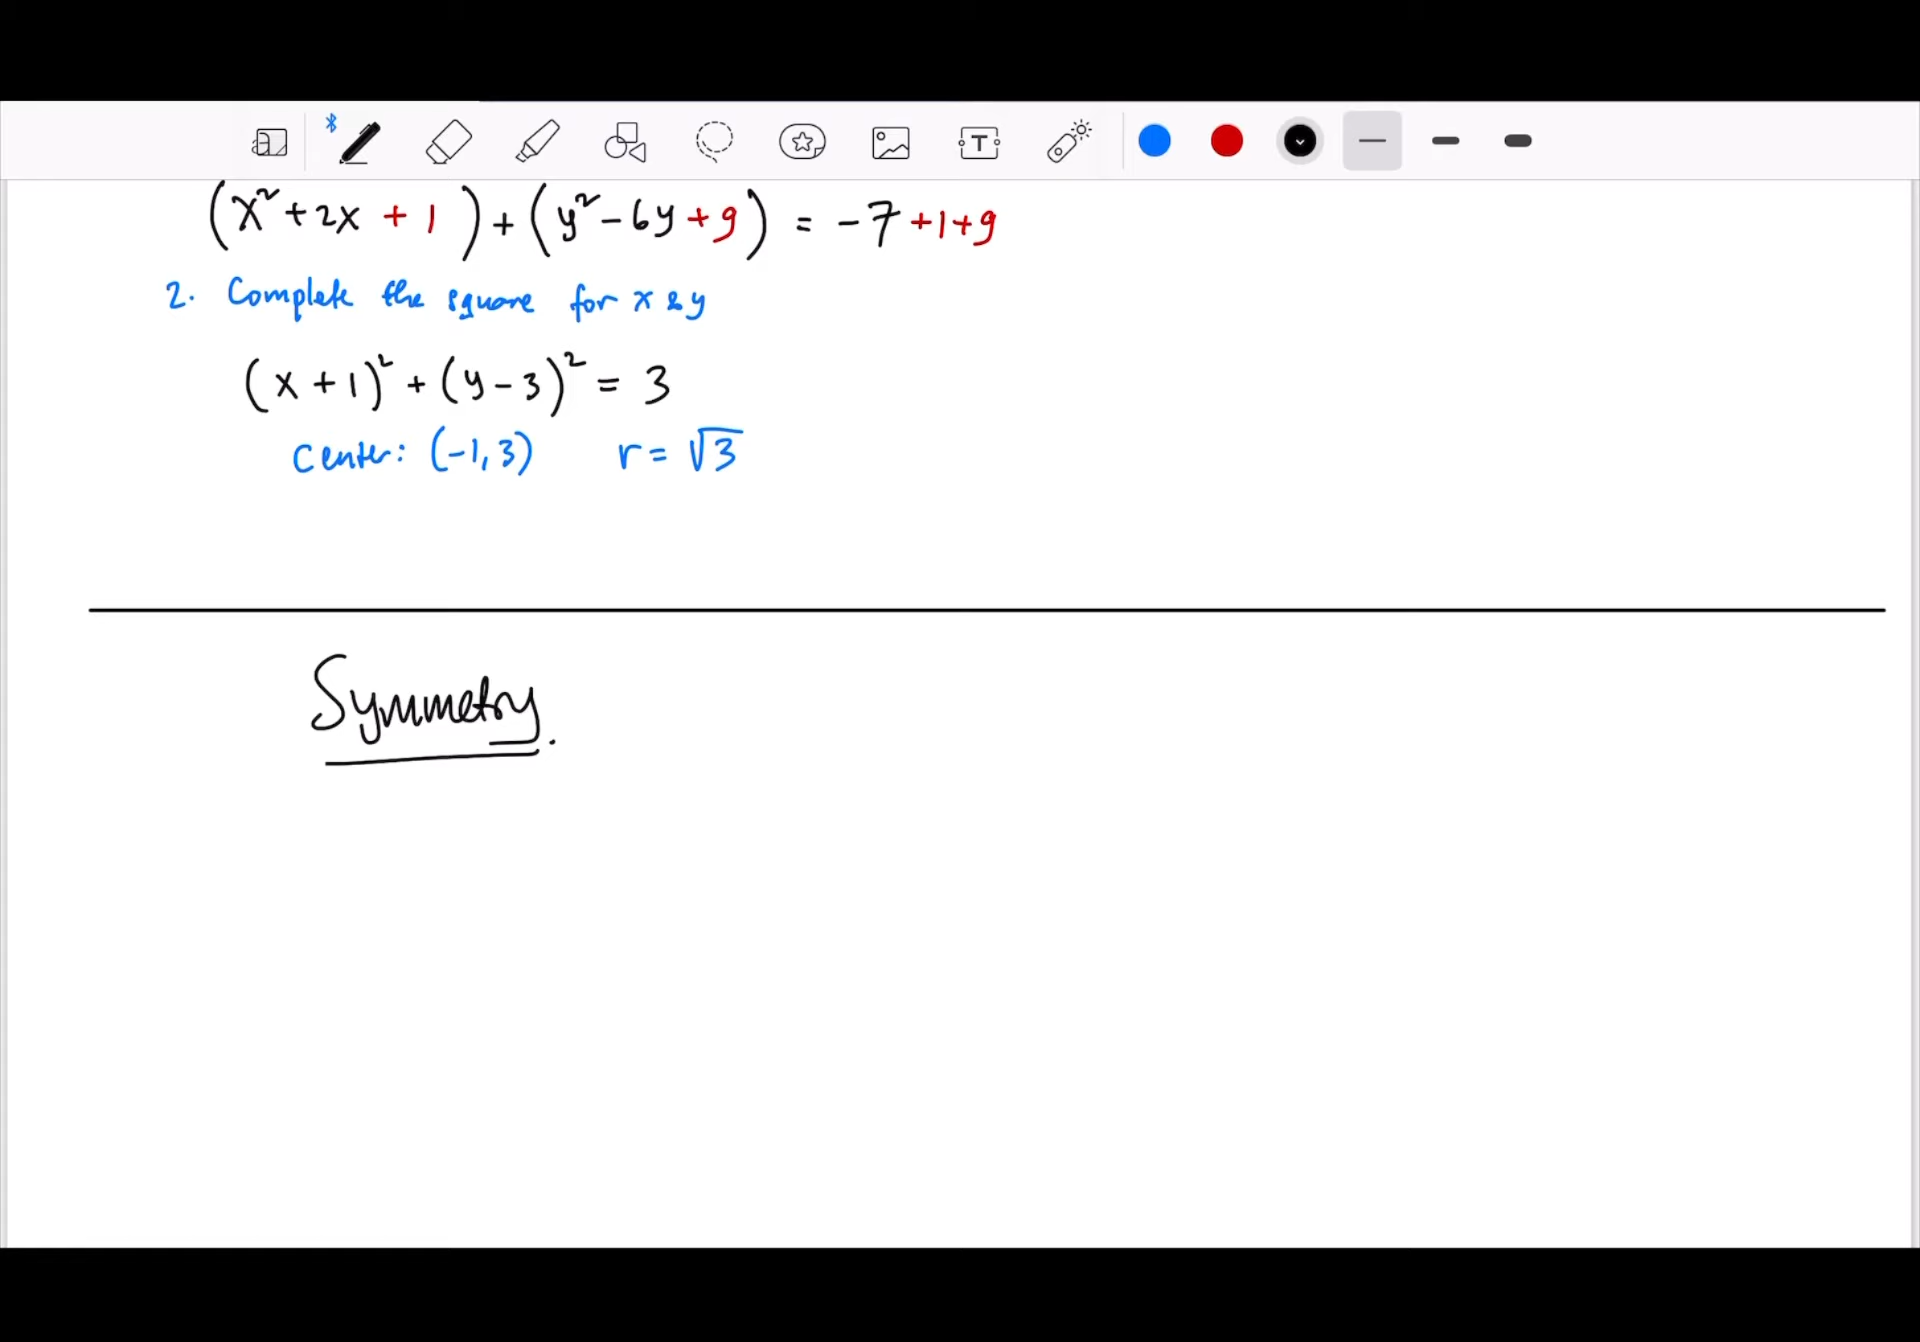 (x² + 2x + 1) + (y² - 6y + 9) = -7 + 1 + 9
2. Complete the square for x & y
(x + 1)² + (y - 3)² = 3
center: (-1, 3) r = √3
Symmetry.